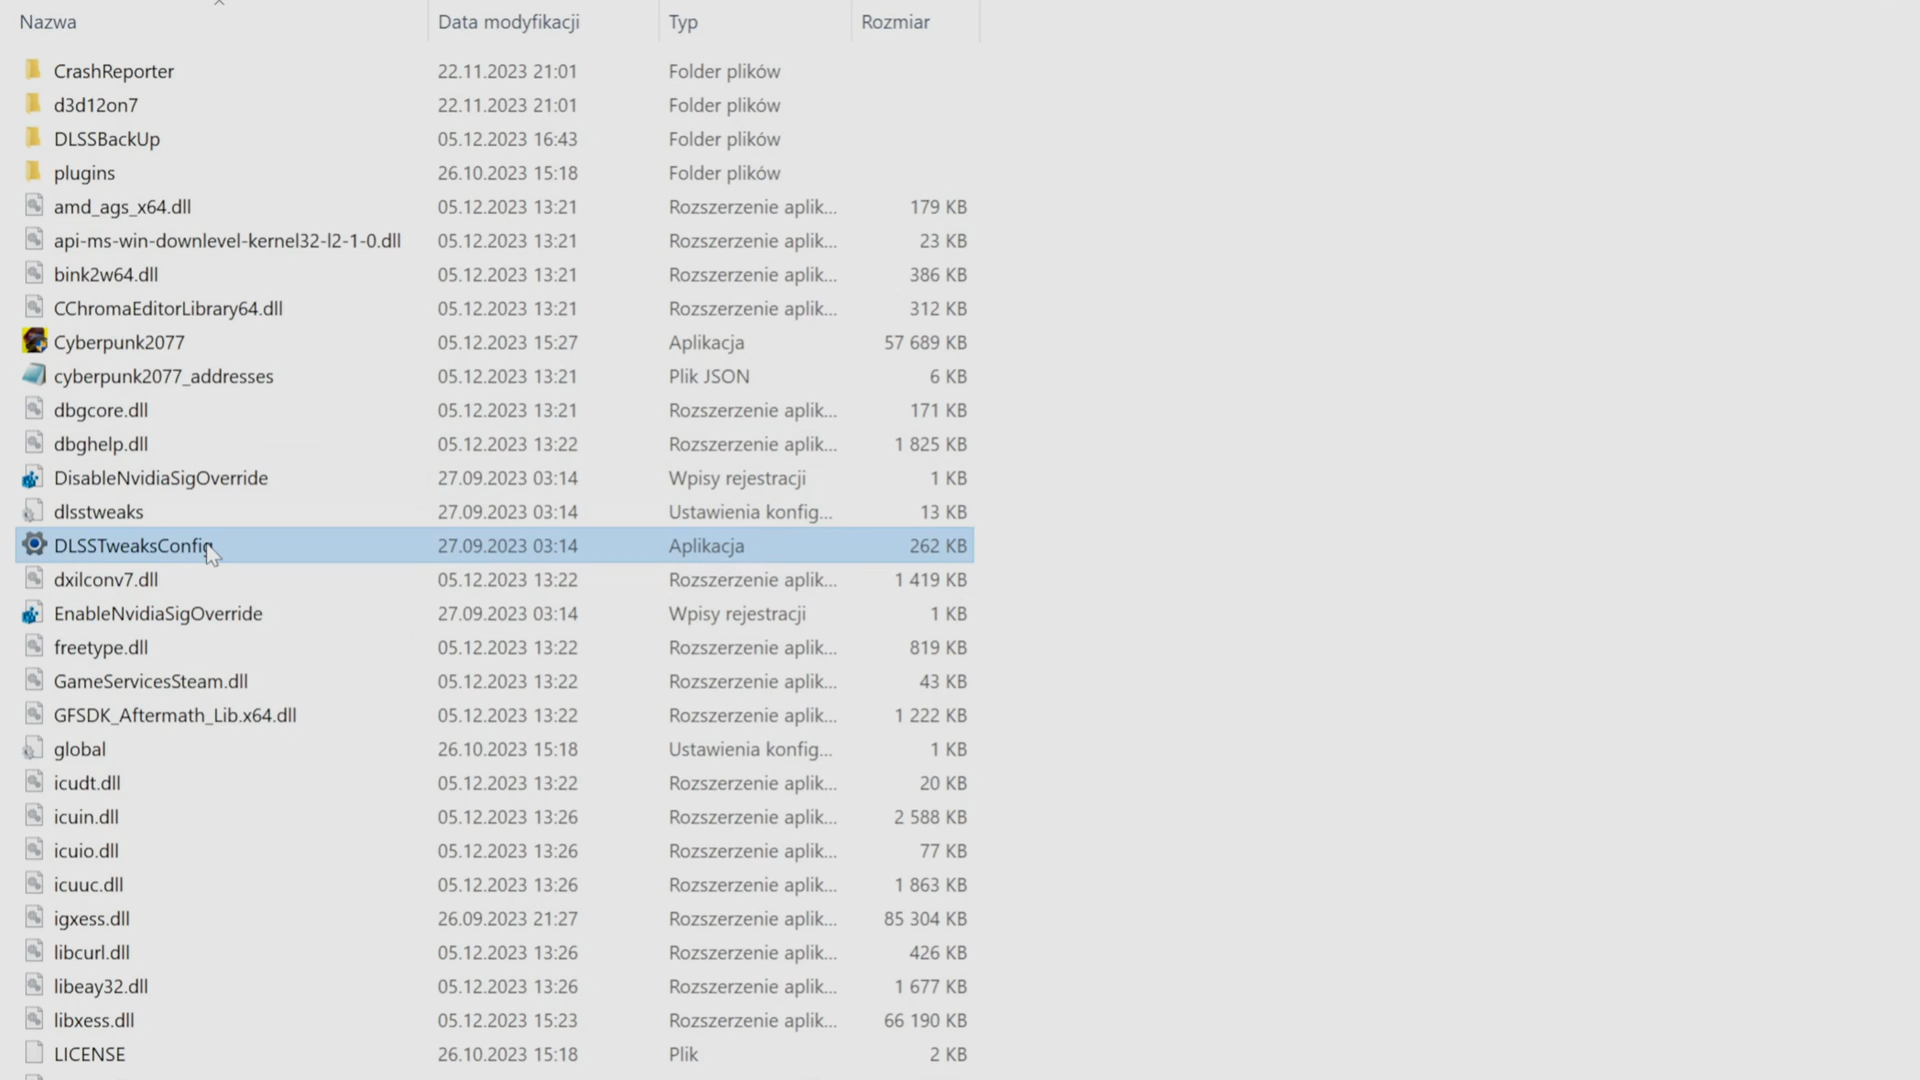 Nazwa Data modyfikacji Typ Rozmiar
CrashReporter 22.11.2023 21:01 Folder plików
d3d12on7 22.11.2023 21:01 Folder plików
DLSSBackUp 05.12.2023 16:43 Folder plików
plugins 26.10.2023 15:18 Folder plików
amd_ags_x64.dll 05.12.2023 13:21 Rozszerzenie aplik... 179 KB
api-ms-win-downlevel-kernel32-l2-1-0.dll 05.12.2023 13:21 Rozszerzenie aplik... 23 KB
bink2w64.dll 05.12.2023 13:21 Rozszerzenie aplik... 386 KB
CChromaEditorLibrary64.dll 05.12.2023 13:21 Rozszerzenie aplik... 312 KB
Cyberpunk2077 05.12.2023 15:27 Aplikacja 57 689 KB
cyberpunk2077_addresses 05.12.2023 13:21 Plik JSON 6 KB
dbgcore.dll 05.12.2023 13:21 Rozszerzenie aplik... 171 KB
dbghelp.dll 05.12.2023 13:22 Rozszerzenie aplik... 1 825 KB
DisableNvidiaSigOverride 27.09.2023 03:14 Wpisy rejestracji 1 KB
dlsstweaks 27.09.2023 03:14 Ustawienia konfig... 13 KB
DLSSTweaksConfig 27.09.2023 03:14 Aplikacja 262 KB
dxilconv7.dll 05.12.2023 13:22 Rozszerzenie aplik... 1 419 KB
EnableNvidiaSigOverride 27.09.2023 03:14 Wpisy rejestracji 1 KB
freetype.dll 05.12.2023 13:22 Rozszerzenie aplik... 819 KB
GameServicesSteam.dll 05.12.2023 13:22 Rozszerzenie aplik... 43 KB
GFSDK_Aftermath_Lib.x64.dll 05.12.2023 13:22 Rozszerzenie aplik... 1 222 KB
global 26.10.2023 15:18 Ustawienia konfig... 1 KB
icudt.dll 05.12.2023 13:22 Rozszerzenie aplik... 20 KB
icuin.dll 05.12.2023 13:26 Rozszerzenie aplik... 2 588 KB
icuio.dll 05.12.2023 13:26 Rozszerzenie aplik... 77 KB
icuuc.dll 05.12.2023 13:26 Rozszerzenie aplik... 1 863 KB
igxess.dll 26.09.2023 21:27 Rozszerzenie aplik... 85 304 KB
libcurl.dll 05.12.2023 13:26 Rozszerzenie aplik... 426 KB
libeay32.dll 05.12.2023 13:26 Rozszerzenie aplik... 1 677 KB
libxess.dll 05.12.2023 15:23 Rozszerzenie aplik... 66 190 KB
LICENSE 26.10.2023 15:18 Plik 2 KB